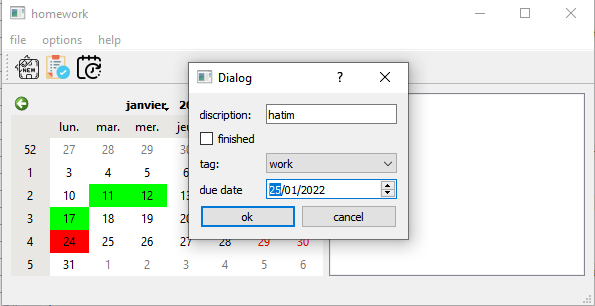 homework
file options help
NEW
Dialog ?
discription: hatim
finished
tag: work
due date 25/01/2022
ok cancel
janvier, 20
lun. mar. mer. jeu
52 27 28 29 30
1 3 4 5 6
2 10 11 12 13
3 17 18 19 20
4 24 25 26 27 28 29 30
5 31 1 2 3 4 5 6